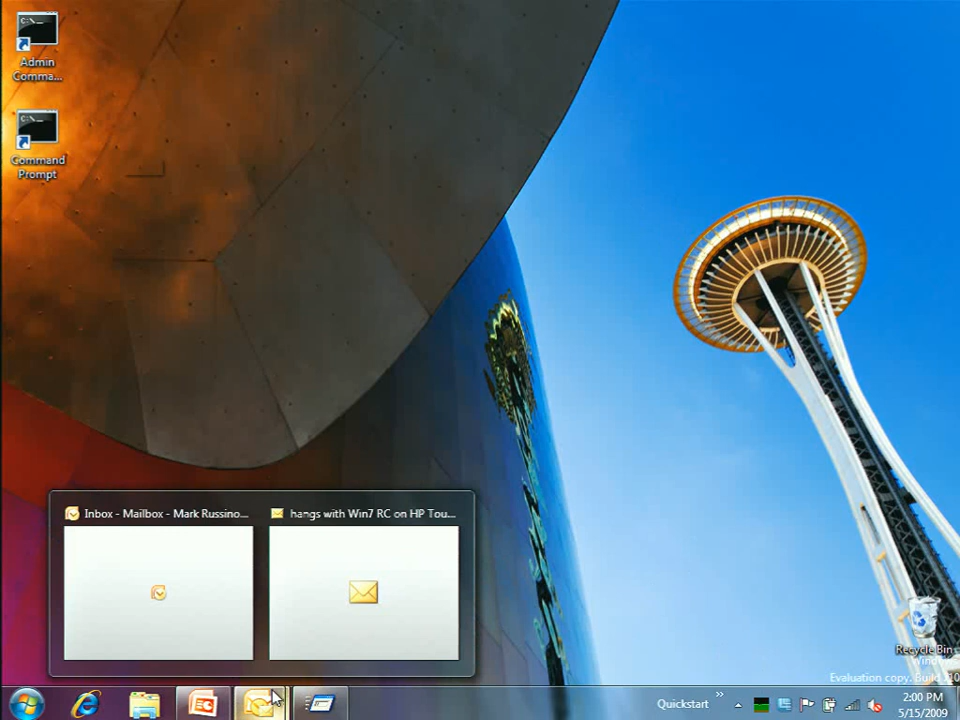 C:\
Admin
Comma...
C:\
Command
Prompt
Inbox - Mailbox - Mark Russino...
hangs with Win7 RC on HP Tou...
Recycle Bin
Windows
Evaluation copy. Build
Quickstart
»
2:00 PM
5/15/2009